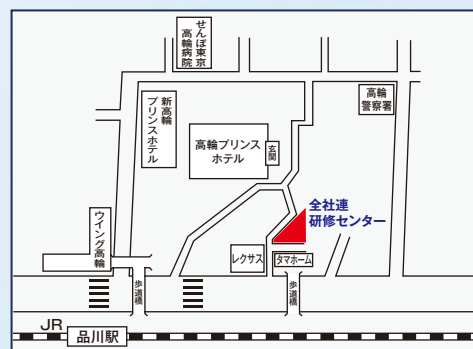 せんぽ東京
高輪病院
新高輪
プリンスホテル
高輪プリンス
ホテル
玄関
高輪
警察署
全社連
研修センター
ウイング高輪
レクサス
タマホーム
歩道橋
歩道橋
JR
品川駅